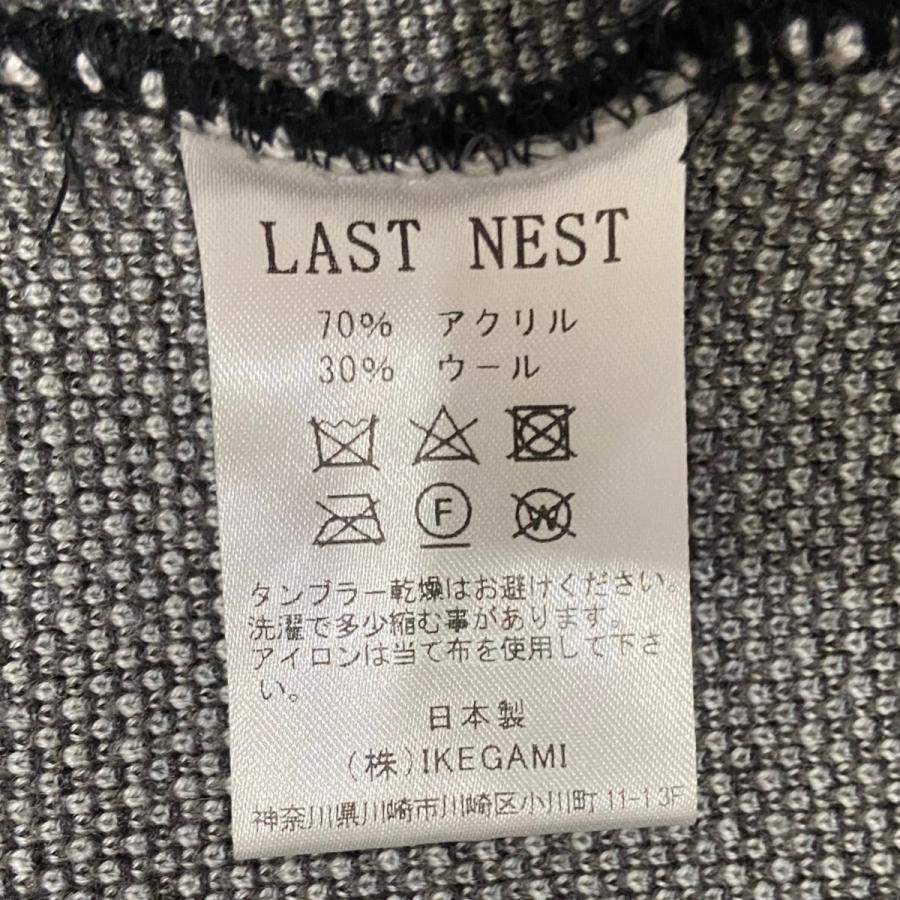 LAST NEST
70% アクリル
30% ウール
F
W
タンブラー乾燥はお避けください。
洗濯で多少縮む事があります。
アイロンは当て布を使用して下さ
い。
日本製
(株)IKEGAMI
神奈川県川崎市川崎区小川町11-1 3F